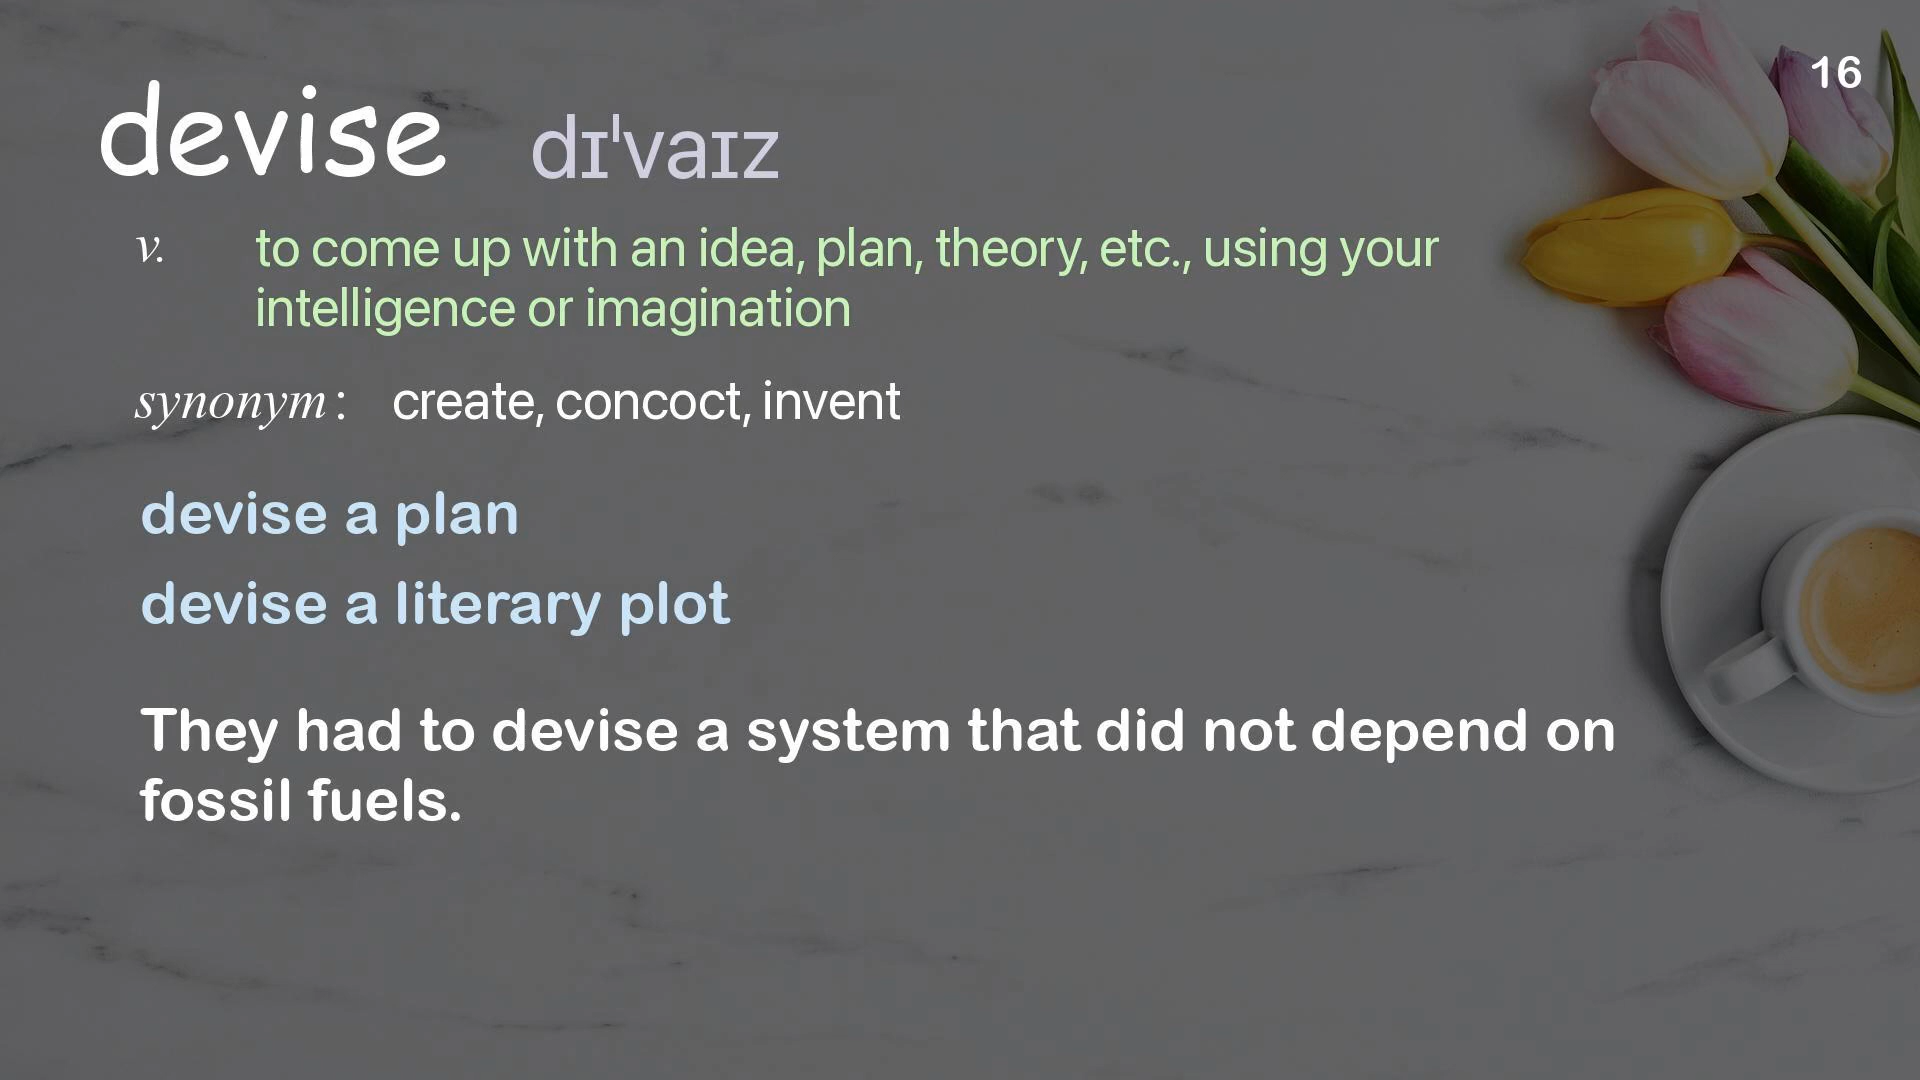 16
devise dɪˈvaɪz
v. to come up with an idea, plan, theory, etc., using your
intelligence or imagination
synonym : create, concoct, invent
devise a plan
devise a literary plot
They had to devise a system that did not depend on
fossil fuels.